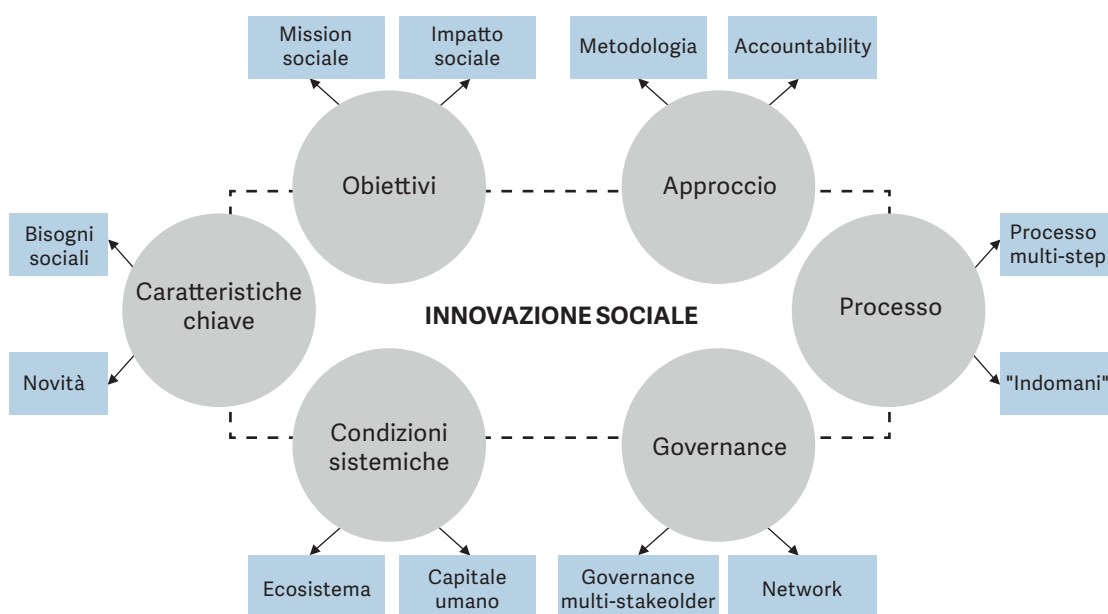 Mission
sociale
Impatto
sociale
Metodologia
Accountability
Obiettivi
Approccio
Bisogni
sociali
Caratteristiche
chiave
Novità
INNOVAZIONE SOCIALE
Processo
Processo
multi-step
"Indomani"
Condizioni
sistemiche
Governance
Ecosistema
Capitale
umano
Governance
multi-stakeolder
Network